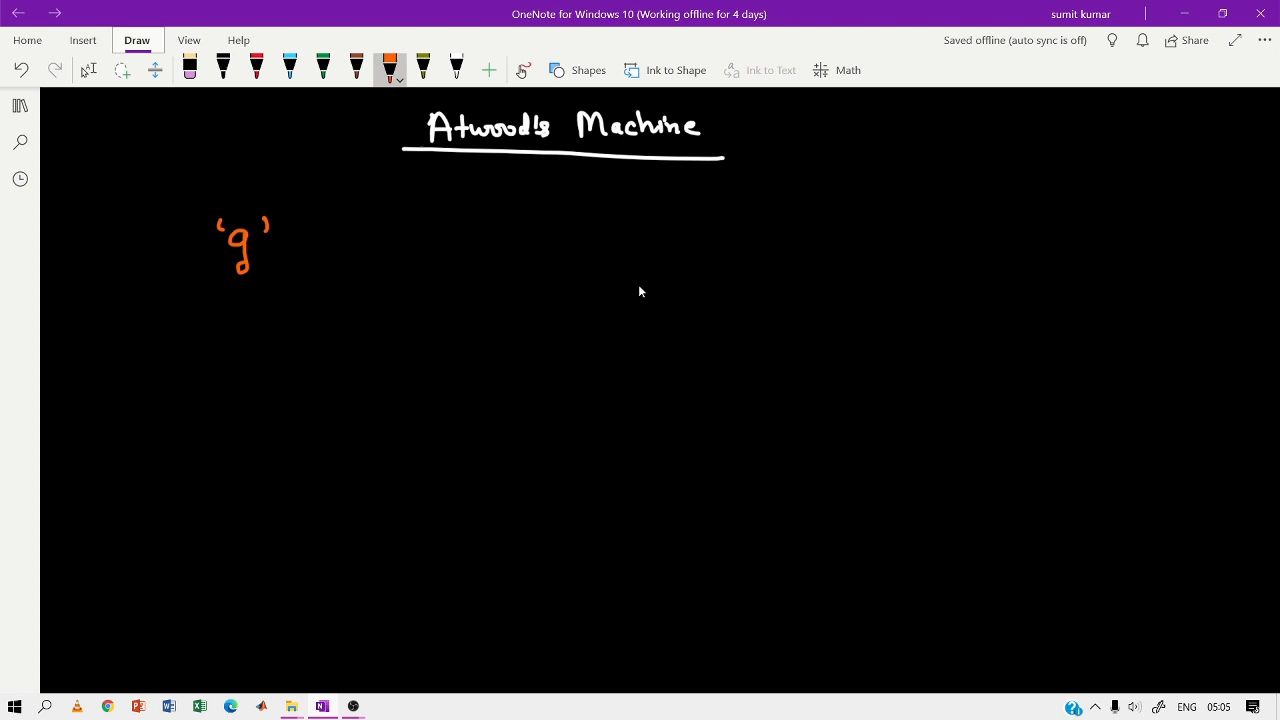 OneNote for Windows 10 (Working offline for 4 days)
sumit kumar
Home Insert Draw View Help
Saved offline (auto sync is off) Share
Shapes Ink to Shape Ink to Text Math
Atwood's Machine
'g'
ENG 05:05